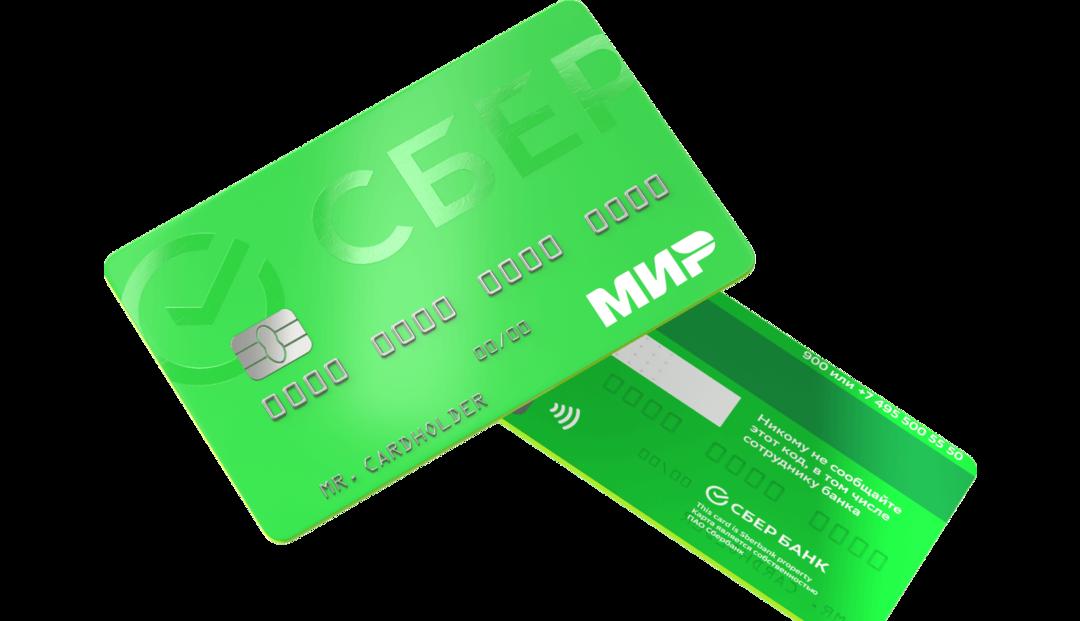 СБЕР
0000 0000 0000 0000
МИР
00/00
MR. CARDHOLDER
900 или +7 495 500 55 50
Никому не сообщайте
этот код, в том числе
сотруднику банка
СБЕР БАНК
This card is Sberbank property
Карта является собственностью
ПАО Сбербанк